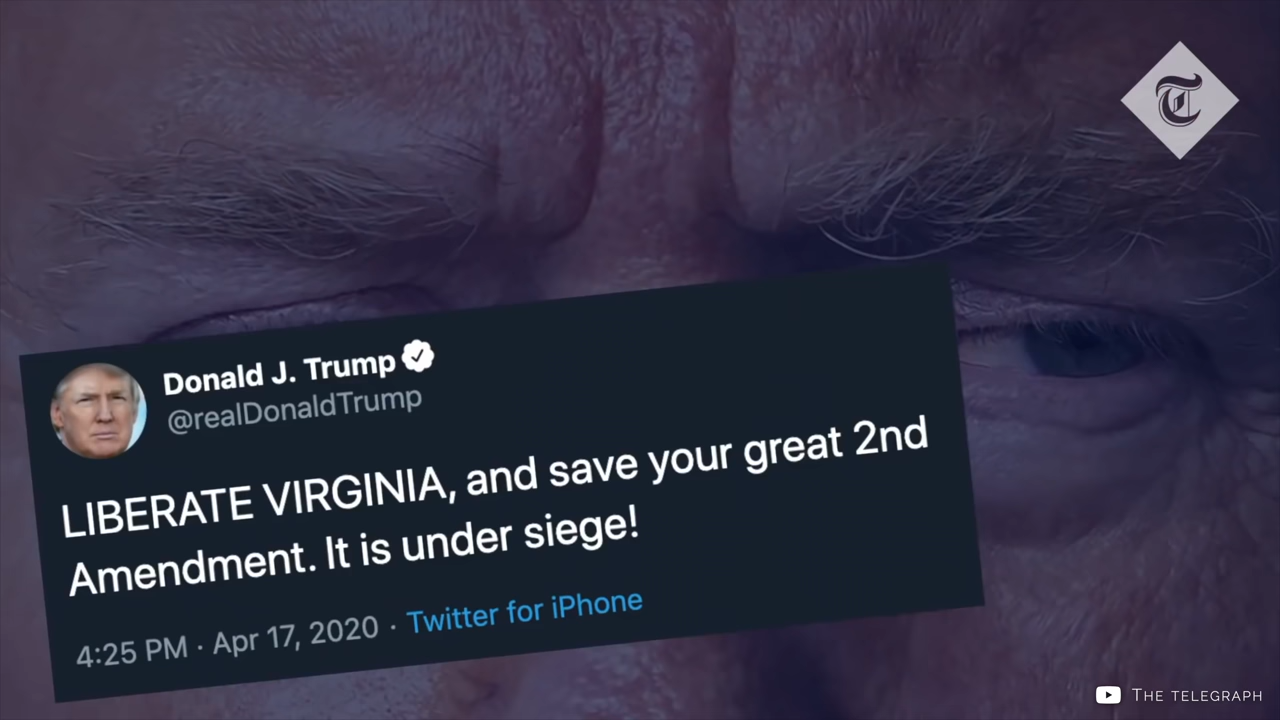 T
Donald J. Trump
@realDonaldTrump
LIBERATE VIRGINIA, and save your great 2nd
Amendment. It is under siege!
4:25 PM · Apr 17, 2020 · Twitter for iPhone
THE TELEGRAPH